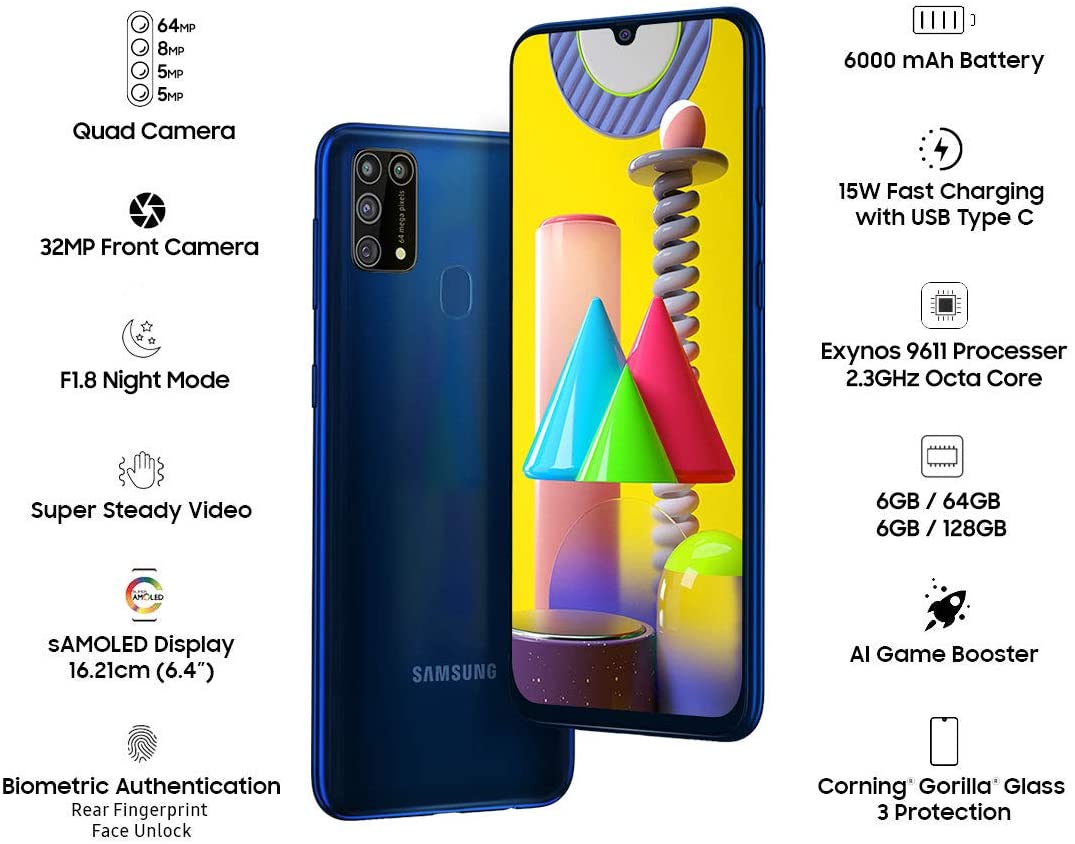 64MP
8MP
5MP
5MP
Quad Camera
32MP Front Camera
F1.8 Night Mode
Super Steady Video
SUPER
AMOLED
sAMOLED Display
16.21cm (6.4”)
Biometric Authentication
Rear Fingerprint
Face Unlock
64 mega pixels
SAMSUNG
6000 mAh Battery
15W Fast Charging
with USB Type C
Exynos 9611 Processer
2.3GHz Octa Core
6GB / 64GB
6GB / 128GB
AI Game Booster
Corning® Gorilla® Glass
3 Protection